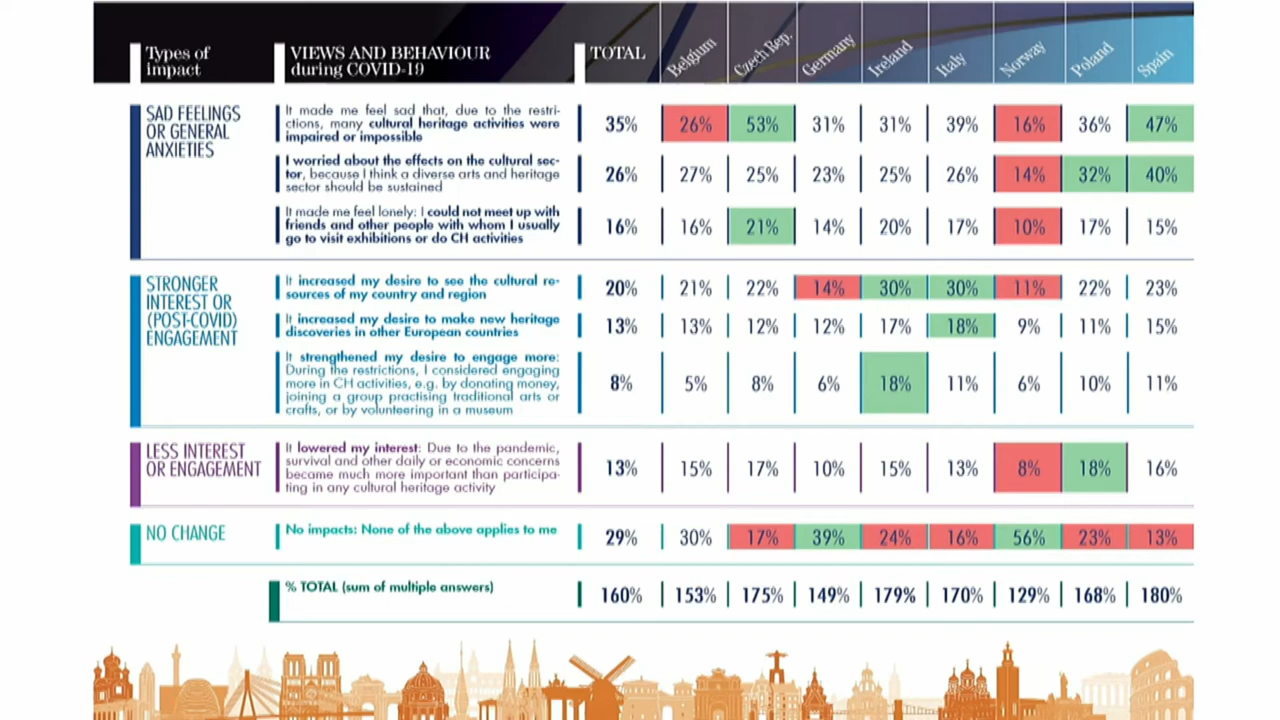 Types of impact
VIEWS AND BEHAVIOUR during COVID-19
TOTAL
Belgium
Czech Rep.
Germany
Ireland
Italy
Norway
Poland
Spain
SAD FEELINGS
OR GENERAL
ANXIETIES
It made me feel sad that, due to the restri-
ctions, many cultural heritage activities were
impaired or impossible
35% 26% 53% 31% 31% 39% 16% 36% 47%
I worried about the effects on the cultural sec-
tor, because I think a diverse arts and heritage
sector should be sustained
26% 27% 25% 23% 25% 26% 14% 32% 40%
It made me feel lonely: I could not meet up with
friends and other people with whom I usually
go to visit exhibitions or do CH activities
16% 16% 21% 14% 20% 17% 10% 17% 15%
STRONGER
INTEREST OR
(POST-COVID)
ENGAGEMENT
It increased my desire to see the cultural re-
sources of my country and region
20% 21% 22% 14% 30% 30% 11% 22% 23%
It increased my desire to make new heritage
discoveries in other European countries
13% 13% 12% 12% 17% 18% 9% 11% 15%
It strengthened my desire to engage more:
During the restrictions, I considered engaging
more in CH activities, e.g. by donating money,
joining a group practising traditional arts or
crafts, or by volunteering in a museum
8% 5% 8% 6% 18% 11% 6% 10% 11%
LESS INTEREST
OR ENGAGEMENT
It lowered my interest: Due to the pandemic,
survival and other daily or economic concerns
became much more important than participa-
ting in any cultural heritage activity
13% 15% 17% 10% 15% 13% 8% 18% 16%
NO CHANGE
No impacts: None of the above applies to me
29% 30% 17% 39% 24% 16% 56% 23% 13%
% TOTAL (sum of multiple answers)
160% 153% 175% 149% 179% 170% 129% 168% 180%